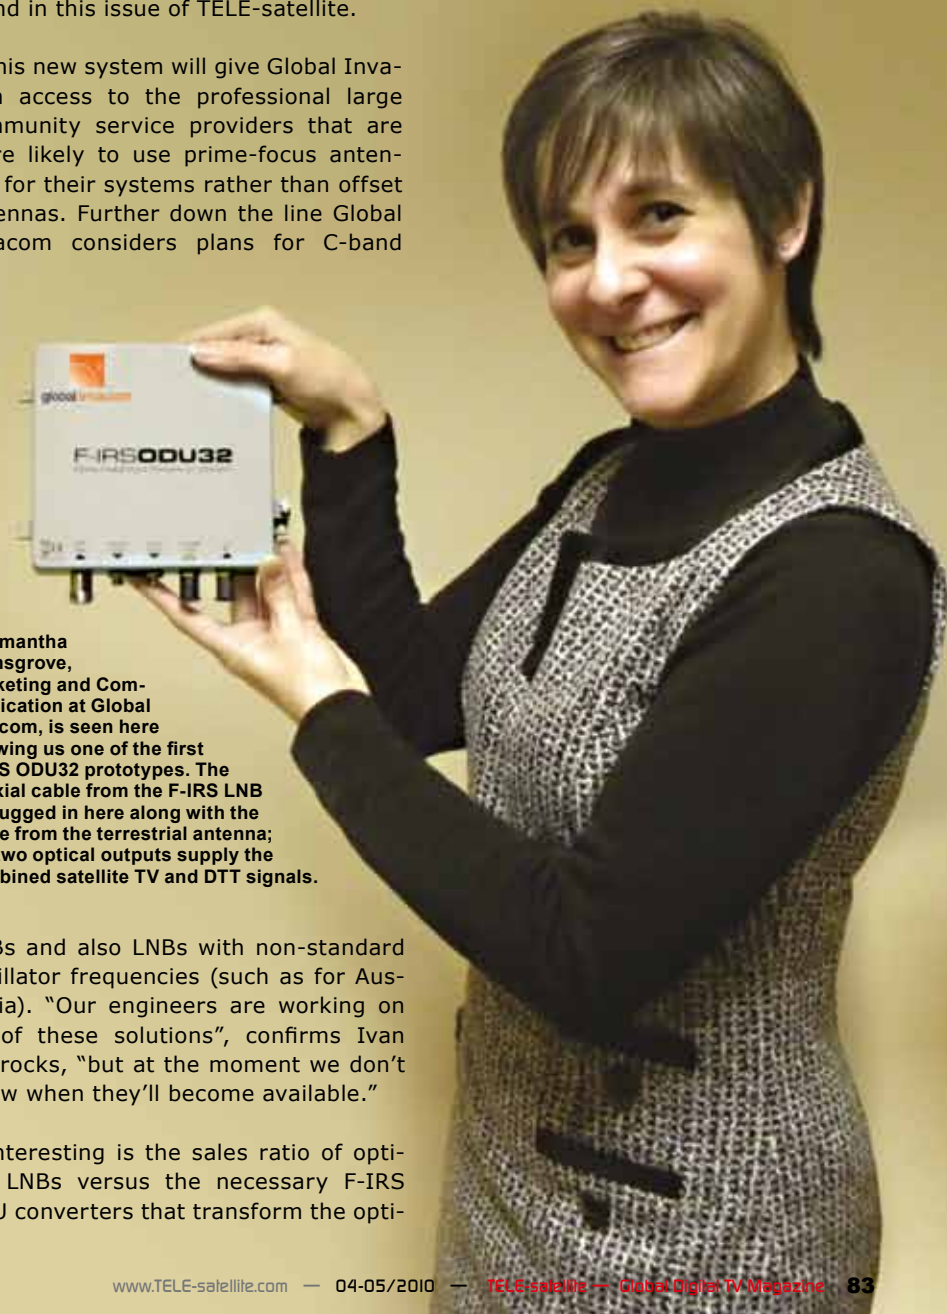 nd in this issue of TELE-satellite.
his new system will give Global Inva-
access to the professional large
mmunity service providers that are
re likely to use prime-focus anten-
for their systems rather than offset
ennas. Further down the line Global
acom considers plans for C-band
global invacom
F-IRSODU32
mantha
nsgrove,
keting and Com-
ication at Global
com, is seen here
wing us one of the first
S ODU32 prototypes. The
xial cable from the F-IRS LNB
ugged in here along with the
e from the terrestrial antenna;
two optical outputs supply the
bined satellite TV and DTT signals.
Bs and also LNBs with non-standard
illator frequencies (such as for Aus-
ia). “Our engineers are working on
of these solutions”, confirms Ivan
rocks, “but at the moment we don’t
w when they’ll become available.”
nteresting is the sales ratio of opti-
LNBs versus the necessary F-IRS
U converters that transform the opti-
www.TELE-satellite.com — 04-05/2010 — TELE-satellite — Global Digital TV Magazine 83